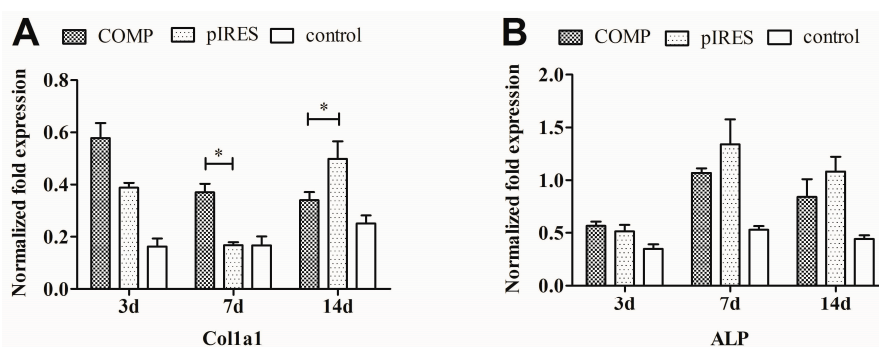 A
COMP pIRES control
Normalized fold expression
0.8
0.6
0.4
0.2
0.0
*
*
3d 7d 14d
Col1a1
B
COMP pIRES control
Normalized fold expression
2.0
1.5
1.0
0.5
0.0
3d 7d 14d
ALP